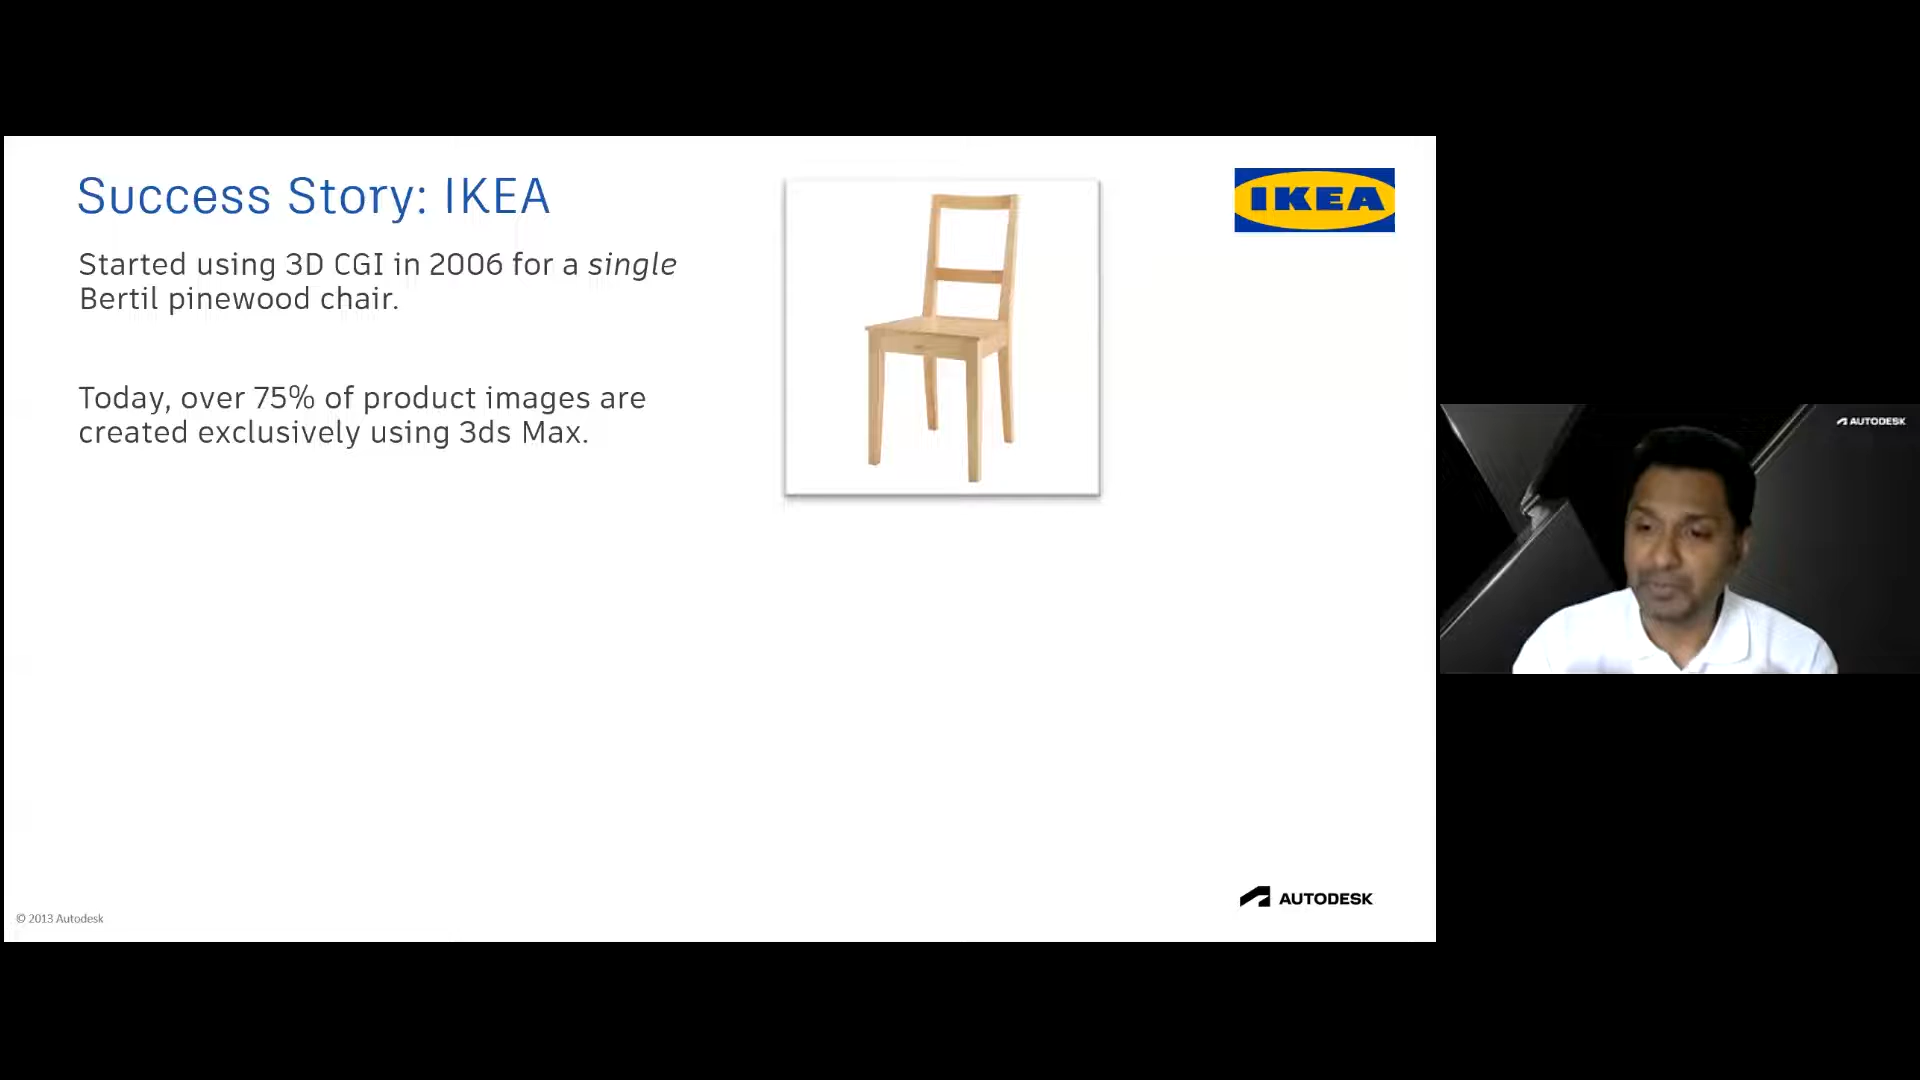 Success Story: IKEA
IKEA
Started using 3D CGI in 2006 for a single
Bertil pinewood chair.
Today, over 75% of product images are
created exclusively using 3ds Max.
AUTODESK
AUTODESK
© 2013 Autodesk